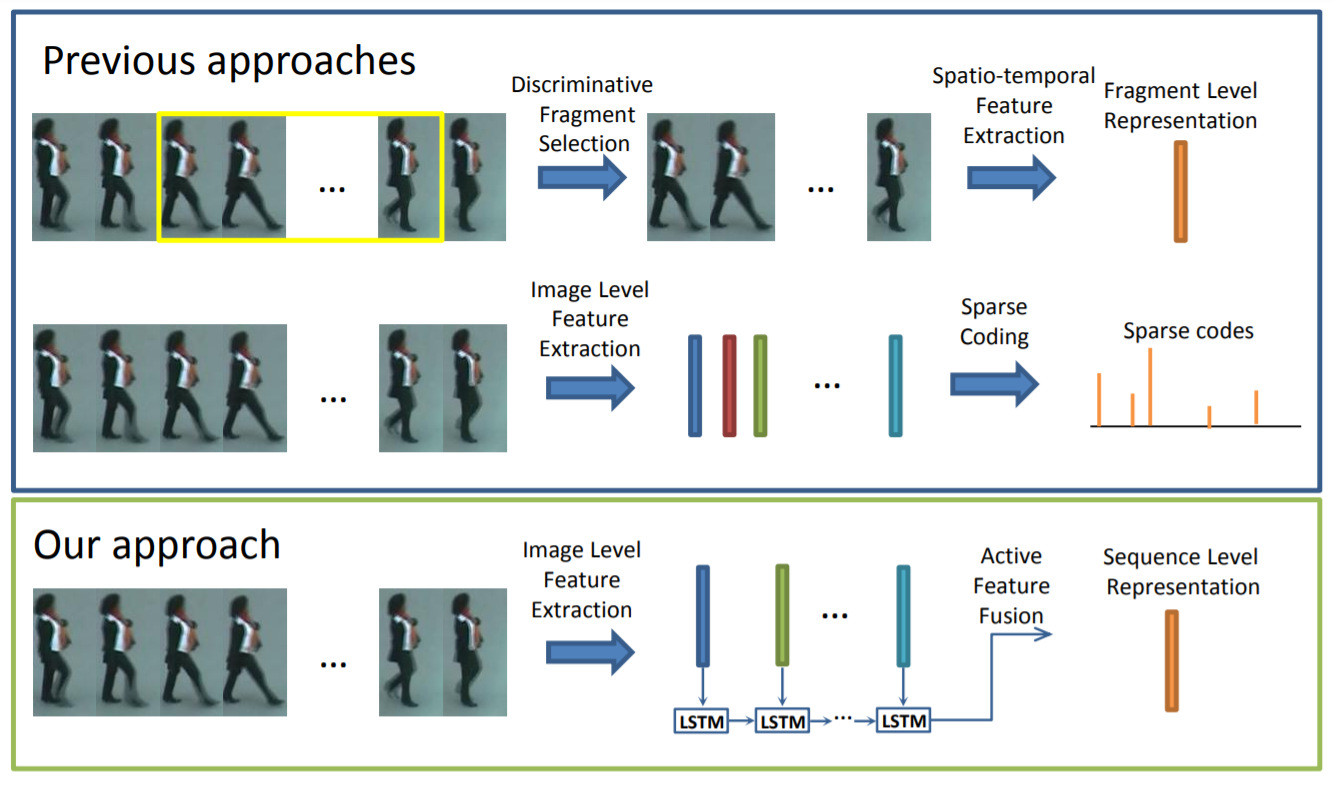 Previous approaches
Discriminative
Fragment
Selection
...
...
Spatio-temporal
Feature
Extraction
Fragment Level
Representation
Image Level
Feature
Extraction
...
...
Sparse
Coding
Sparse codes
Our approach
Image Level
Feature
Extraction
...
...
LSTM
LSTM
...
LSTM
Active
Feature
Fusion
Sequence Level
Representation